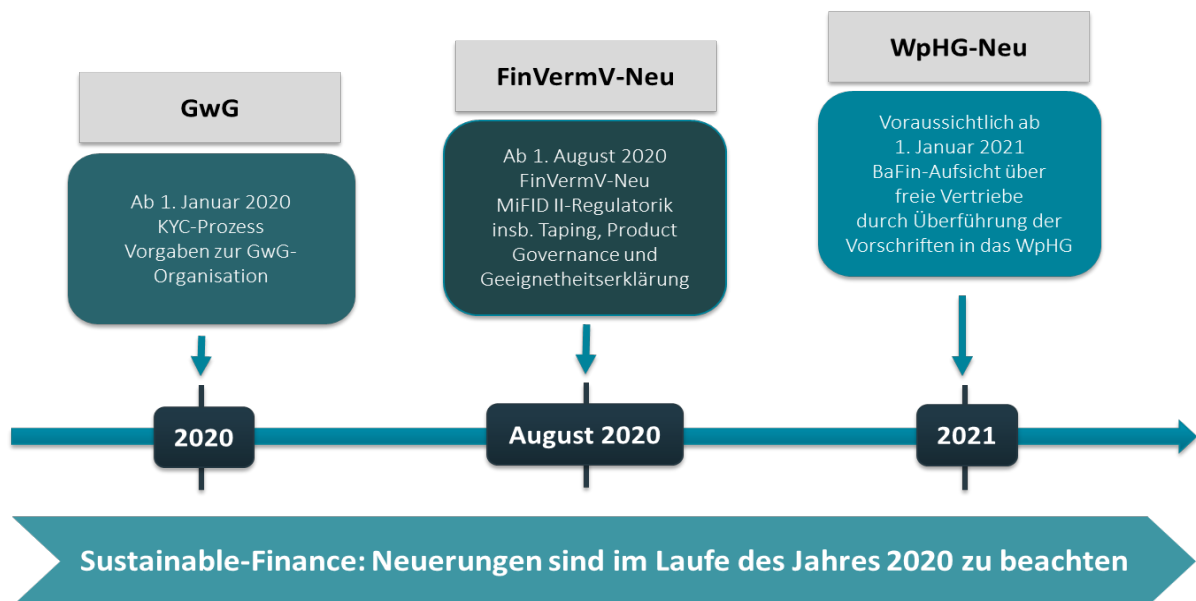 GwG
Ab 1. Januar 2020
KYC-Prozess
Vorgaben zur GwG-
Organisation
FinVermV-Neu
Ab 1. August 2020
FinVermV-Neu
MiFID II-Regulatorik
insb. Taping, Product
Governance und
Geeignetheitserklärung
WpHG-Neu
Voraussichtlich ab
1. Januar 2021
BaFin-Aufsicht über
freie Vertriebe
durch Überführung der
Vorschriften in das WpHG
2020
August 2020
2021
Sustainable-Finance: Neuerungen sind im Laufe des Jahres 2020 zu beachten